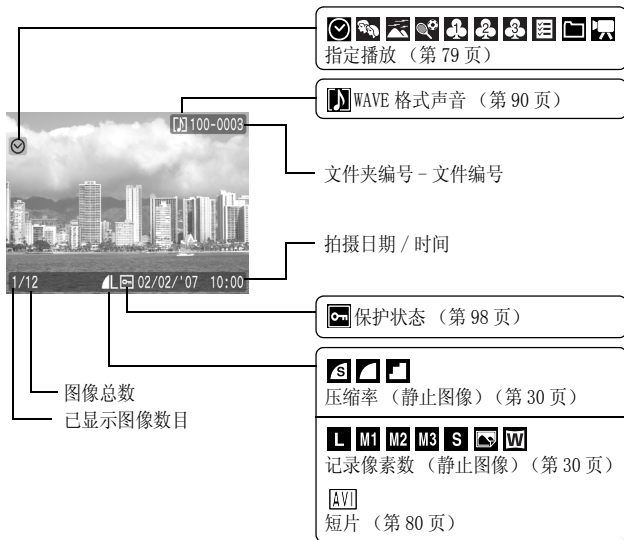 指定播放 (第 79 页)
WAVE 格式声音 (第 90 页)
100-0003
文件夹编号 - 文件编号
拍摄日期 / 时间
1/12 L 02/02/'07 10:00
保护状态 (第 98 页)
S
压缩率 (静止图像) (第 30 页)
图像总数
已显示图像数目
L M1 M2 M3 S W
记录像素数 (静止图像) (第 30 页)
AVI
短片 (第 80 页)